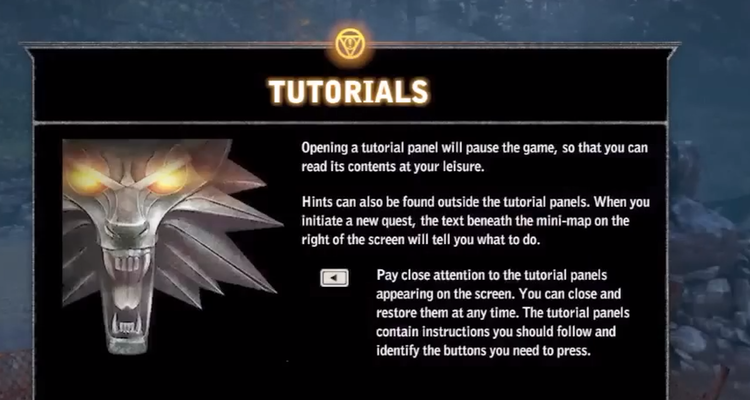 TUTORIALS
Opening a tutorial panel will pause the game, so that you can
read its contents at your leisure.
Hints can also be found outside the tutorial panels. When you
initiate a new quest, the text beneath the mini-map on the
right of the screen will tell you what to do.
Pay close attention to the tutorial panels
appearing on the screen. You can close and
restore them at any time. The tutorial panels
contain instructions you should follow and
identify the buttons you need to press.